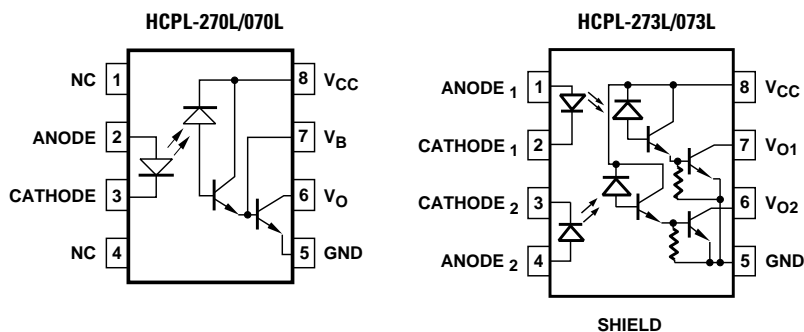 HCPL-270L/070L
NC 1
8 VCC
ANODE 2
7 VB
CATHODE 3
6 VO
NC 4
5 GND
HCPL-273L/073L
ANODE 1 1
8 VCC
CATHODE 1 2
7 VO1
CATHODE 2 3
6 VO2
ANODE 2 4
5 GND
SHIELD